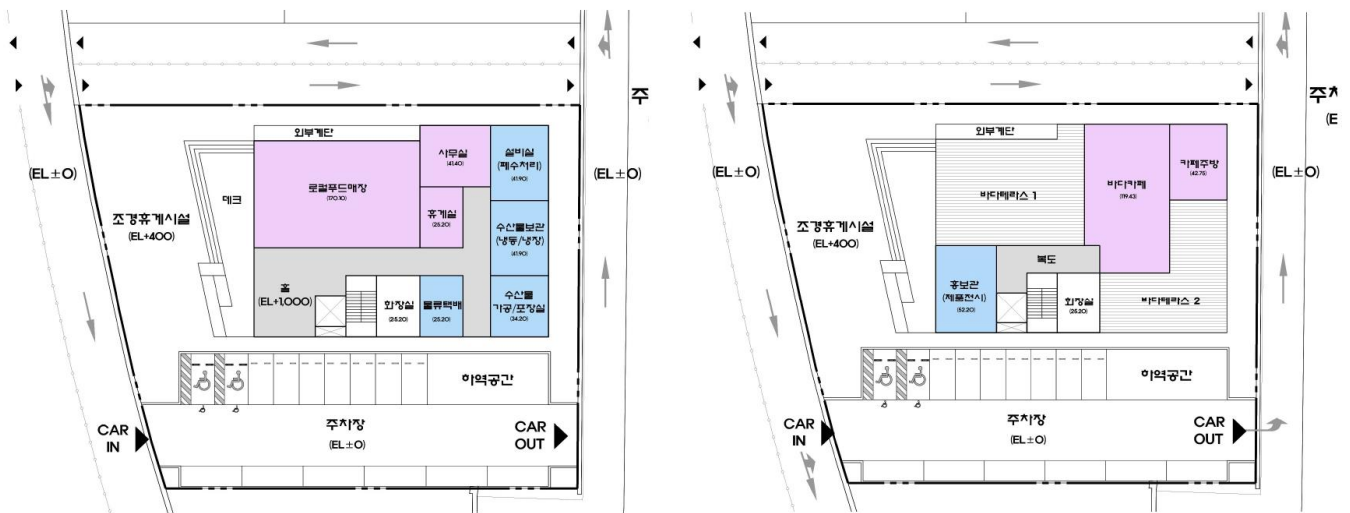 외부계단
사무실
(41.40)
설비실
(폐수처리)
(41.90)
주
(EL±0)
로컬푸드매장
(170.10)
데크
휴게실
(25.20)
조경휴게시설
(EL+400)
수산물보관
(냉동/냉장)
(41.90)
(EL±0)
홀
(EL+1,000)
화장실
(25.20)
물류택배
(25.20)
수산물
가공/포장실
(34.20)
하역공간
주차장
(EL±0)
CAR
IN
CAR
OUT
외부계단
바다카페
(119.43)
카페주방
(42.75)
(EL±0)
바다테라스 1
조경휴게시설
(EL+400)
(EL±0)
복도
홍보관
(제품전시)
(52.20)
화장실
(25.20)
바다테라스 2
하역공간
주차장
(EL±0)
CAR
IN
CAR
OUT